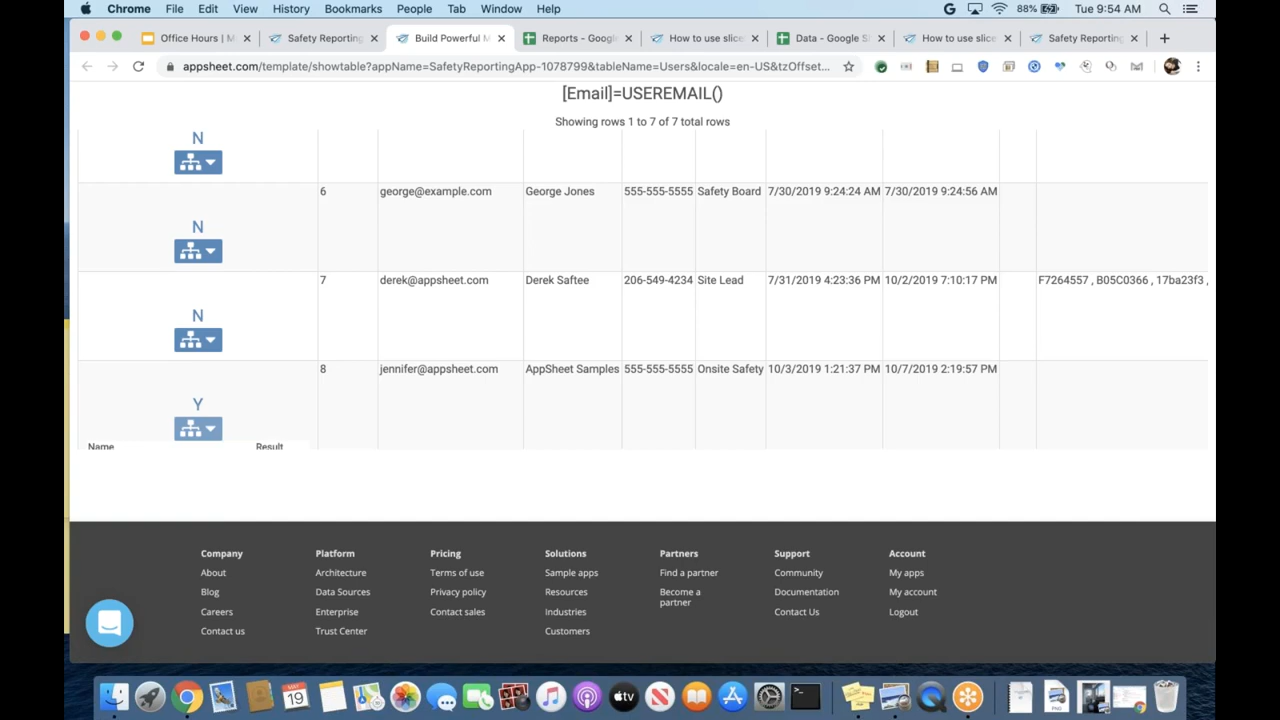 Chrome File Edit View History Bookmarks People Tab Window Help 88% Tue 9:54 AM
Office Hours | M Safety Reporting Build Powerful M Reports - Google How to use slice Data - Google S How to use slice Safety Reporting
appsheet.com/template/showtable?appName=SafetyReportingApp-1078799&tableName=Users&locale=en-US&tzOffset...
[Email]=USEREMAIL()
Showing rows 1 to 7 of 7 total rows
N
6 george@example.com George Jones 555-555-5555 Safety Board 7/30/2019 9:24:24 AM 7/30/2019 9:24:56 AM
N
7 derek@appsheet.com Derek Saftee 206-549-4234 Site Lead 7/31/2019 4:23:36 PM 10/2/2019 7:10:17 PM F7264557 , B05C0366 , 17ba23f3 ,
N
8 jennifer@appsheet.com AppSheet Samples 555-555-5555 Onsite Safety 10/3/2019 1:21:37 PM 10/7/2019 2:19:57 PM
Y
Name Result
Company Platform Pricing Solutions Partners Support Account
About Architecture Terms of use Sample apps Find a partner Community My apps
Blog Data Sources Privacy policy Resources Become a partner Documentation My account
Careers Enterprise Contact sales Industries Contact Us Logout
Contact us Trust Center Customers
19
tv